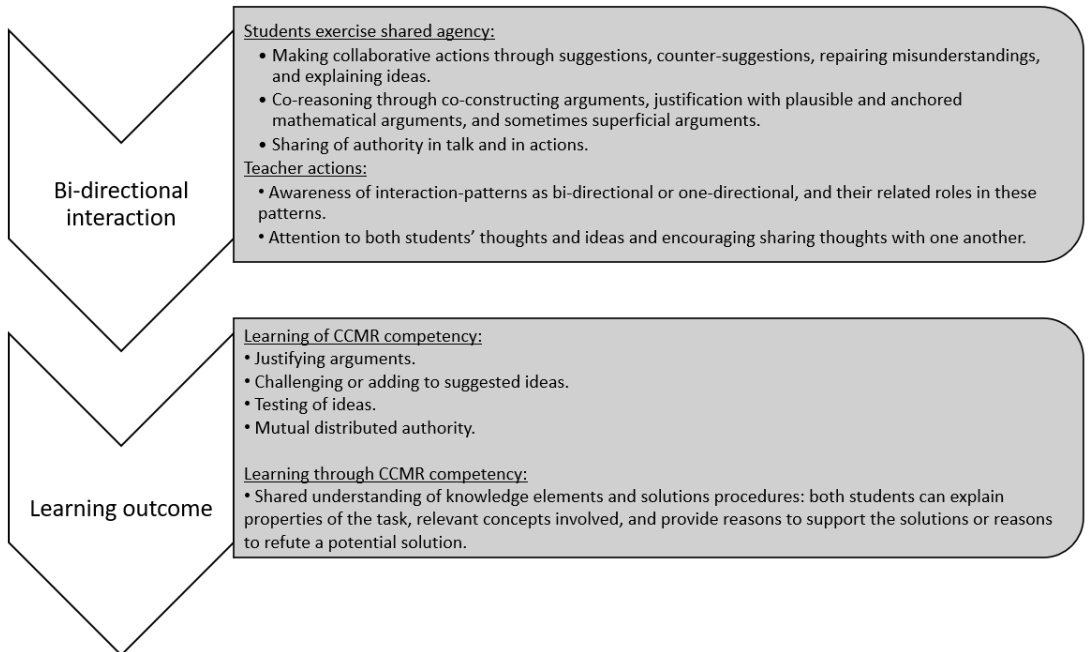 Bi-directional
interaction
Students exercise shared agency:
• Making collaborative actions through suggestions, counter-suggestions, repairing misunderstandings,
and explaining ideas.
• Co-reasoning through co-constructing arguments, justification with plausible and anchored
mathematical arguments, and sometimes superficial arguments.
• Sharing of authority in talk and in actions.
Teacher actions:
• Awareness of interaction-patterns as bi-directional or one-directional, and their related roles in these
patterns.
• Attention to both students’ thoughts and ideas and encouraging sharing thoughts with one another.
Learning outcome
Learning of CCMR competency:
• Justifying arguments.
• Challenging or adding to suggested ideas.
• Testing of ideas.
• Mutual distributed authority.
Learning through CCMR competency:
• Shared understanding of knowledge elements and solutions procedures: both students can explain
properties of the task, relevant concepts involved, and provide reasons to support the solutions or reasons
to refute a potential solution.